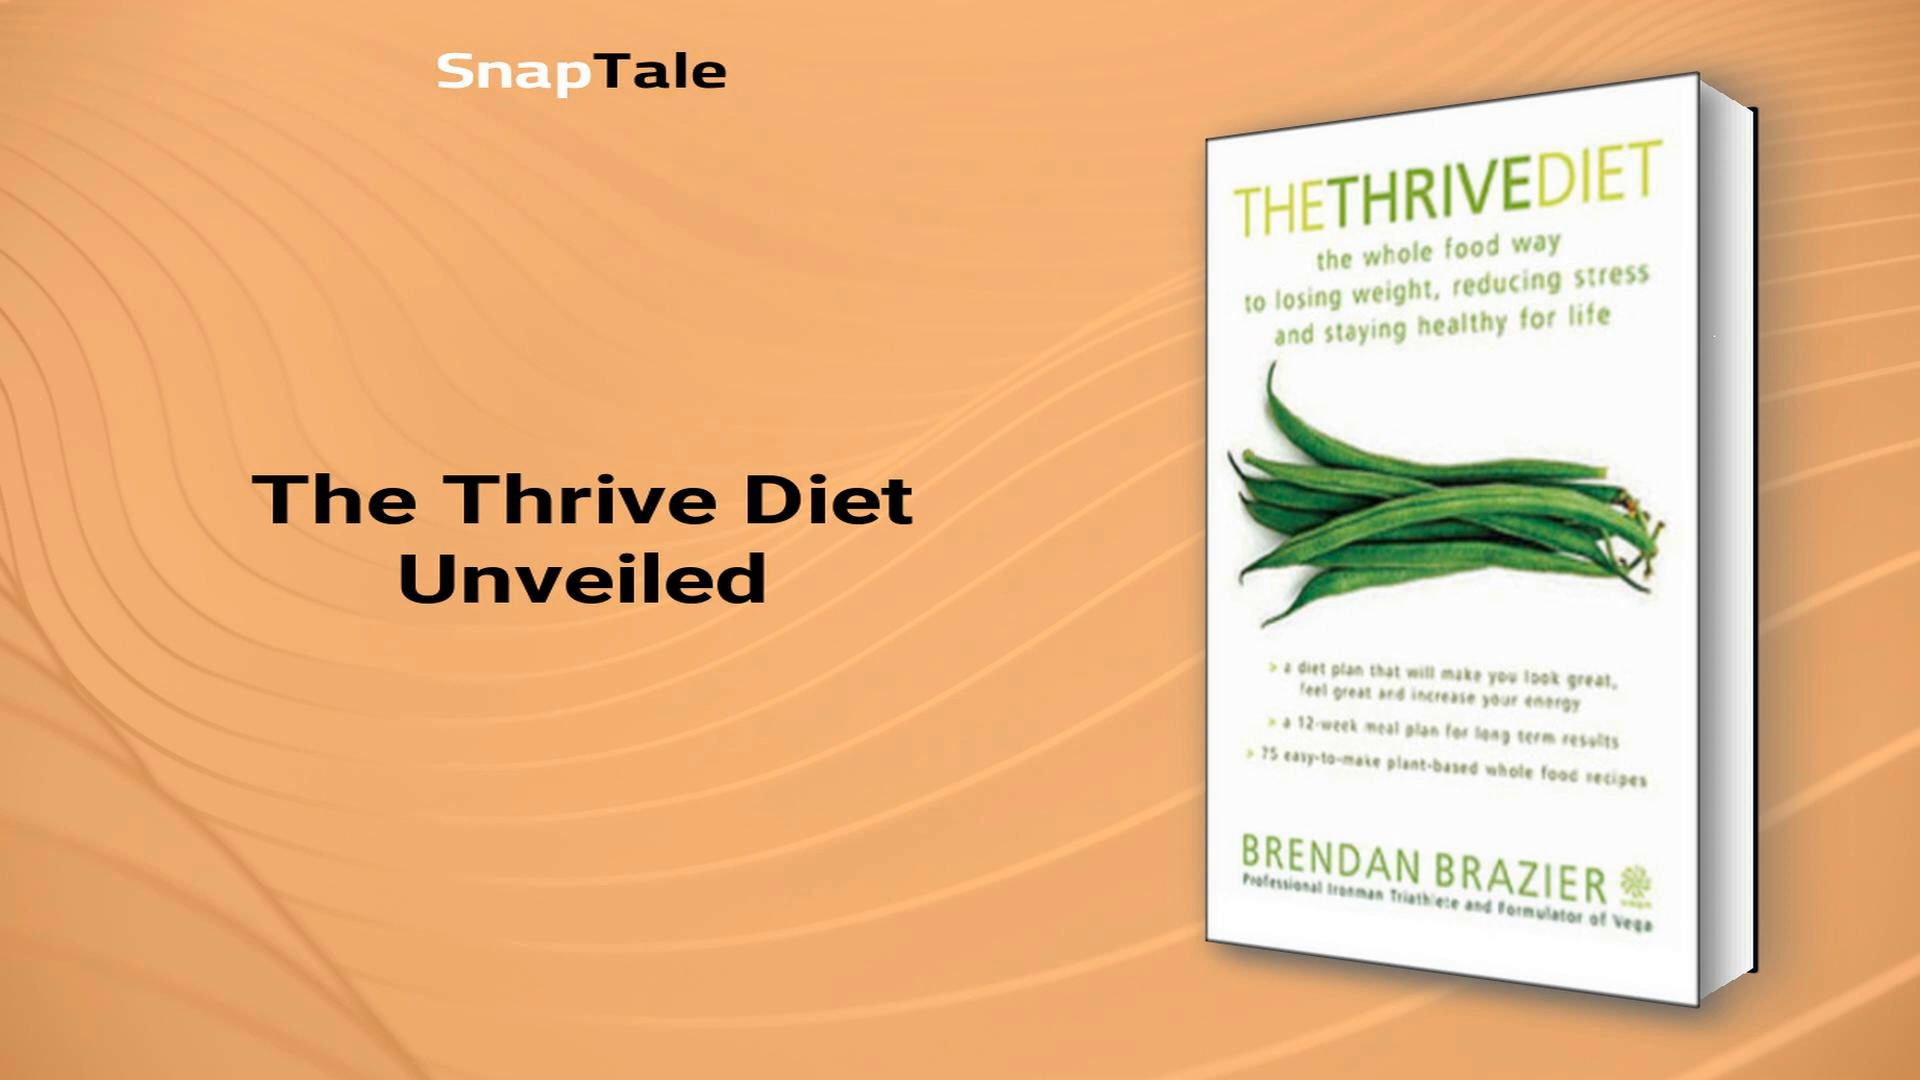 SnapTale
The Thrive Diet
Unveiled
THETHRIVEDIET
the whole food way
to losing weight, reducing stress
and staying healthy for life
> a diet plan that will make you look great,
feel great and increase your energy
> a 12-week meal plan for long term results
> 75 easy-to-make plant-based whole food recipes
BRENDAN BRAZIER
Professional Ironman Triathlete and Formulator of Vega